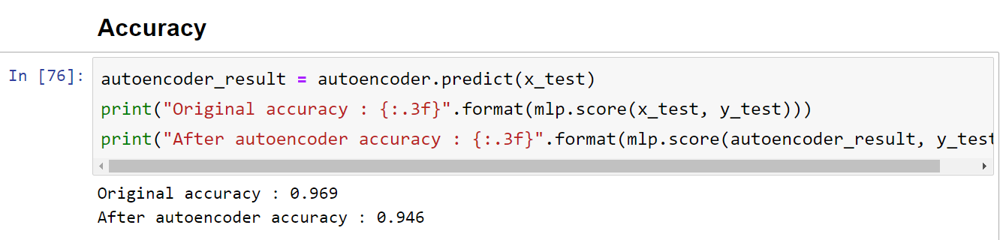 Accuracy
In [76]:
autoencoder_result = autoencoder.predict(x_test)
print("Original accuracy : {:.3f}".format(mlp.score(x_test, y_test)))
print("After autoencoder accuracy : {:.3f}".format(mlp.score(autoencoder_result, y_test
Original accuracy : 0.969
After autoencoder accuracy : 0.946